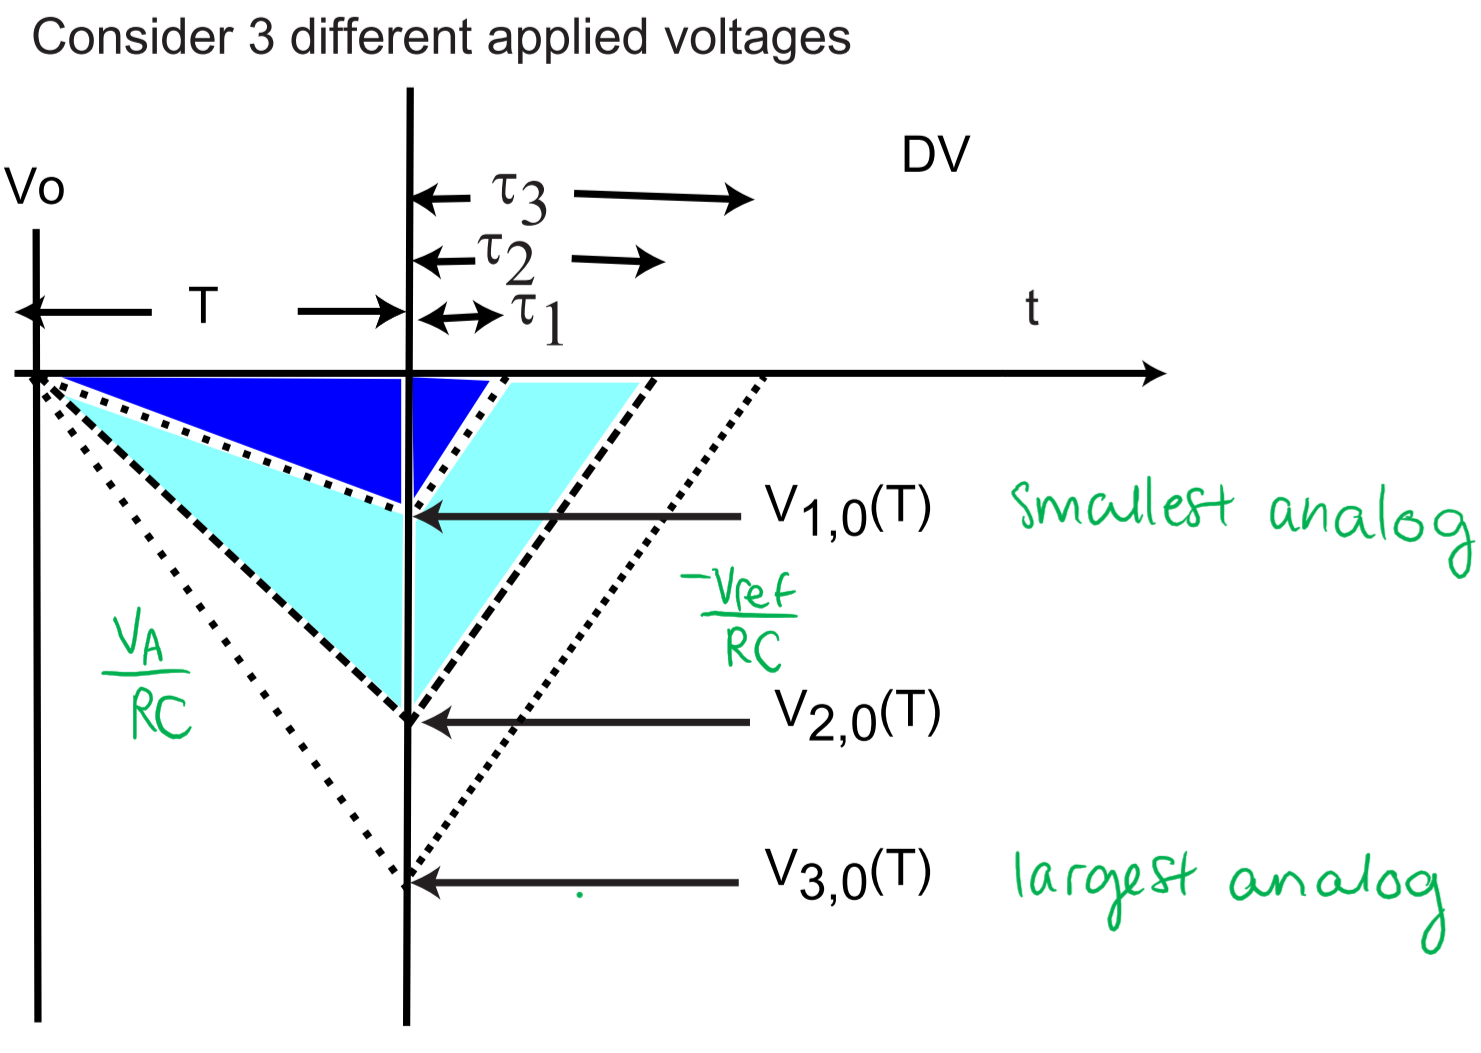 Consider 3 different applied voltages
DV
Vo
τ3
τ2
T
τ1
t
V1,0(T)
smallest analog
-Vref
RC
VA
RC
V2,0(T)
V3,0(T)
largest analog